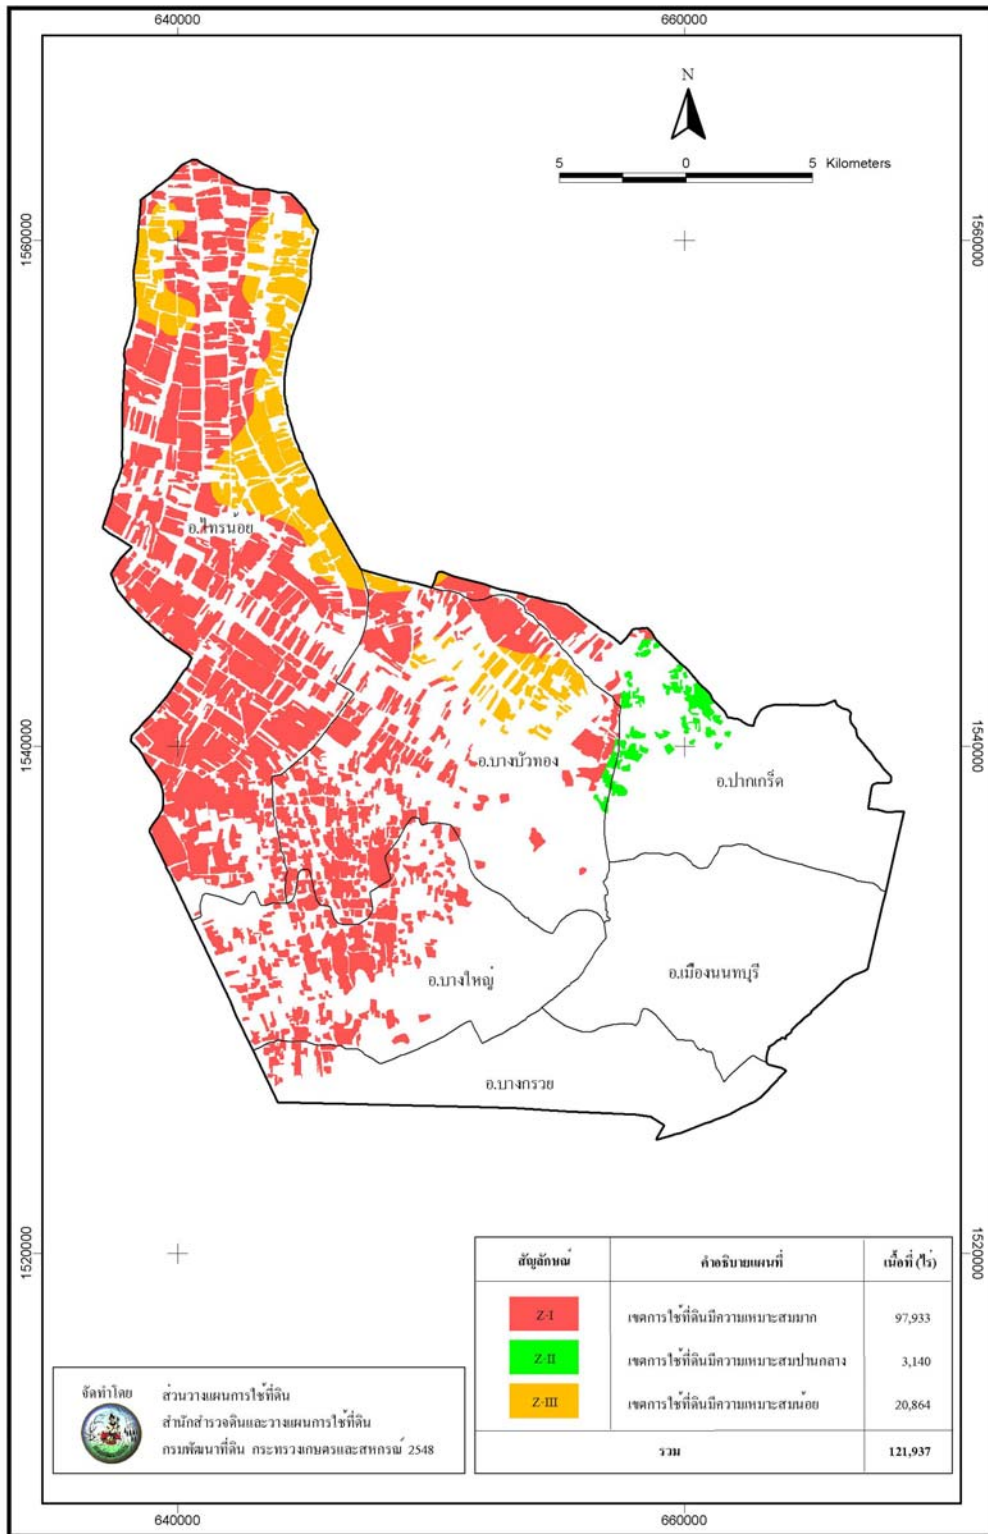 640000
660000
N
5 0 5 Kilometers
1560000
1560000
อ.ไทรน้อย
1540000
1540000
อ.บางบัวทอง
อ.ปากเกร็ด
อ.บางใหญ่
อ.เมืองนนทบุรี
อ.บางกรวย
1520000
1520000
สัญลักษณ์ คำอธิบายแผนที่ เนื้อที่ (ไร่)
Z-I เขตการใช้ที่ดินมีความเหมาะสมมาก 97,933
Z-II เขตการใช้ที่ดินมีความเหมาะสมปานกลาง 3,140
Z-III เขตการใช้ที่ดินมีความเหมาะสมน้อย 20,864
รวม 121,937
จัดทำโดย ส่วนวางแผนการใช้ที่ดิน
สำนักสำรวจดินและวางแผนการใช้ที่ดิน
กรมพัฒนาที่ดิน กระทรวงเกษตรและสหกรณ์ 2548
640000
660000